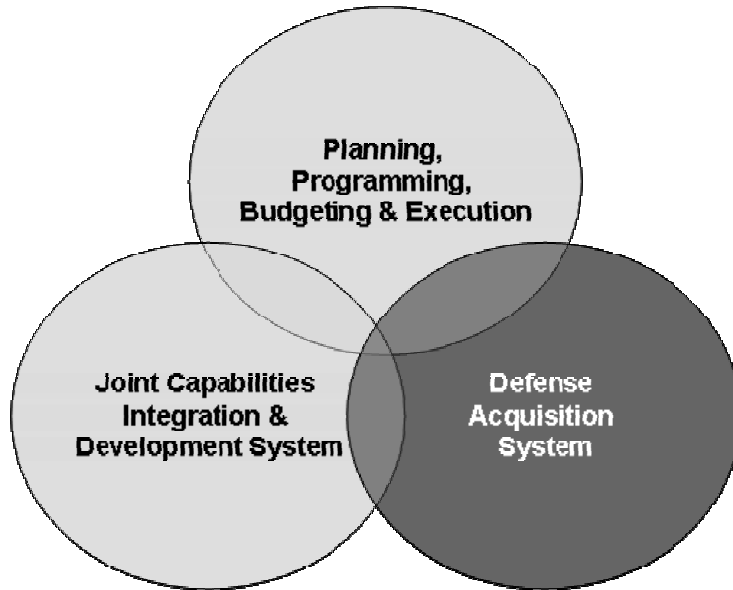 Planning,
Programming,
Budgeting & Execution
Joint Capabilities
Integration &
Development System
Defense
Acquisition
System